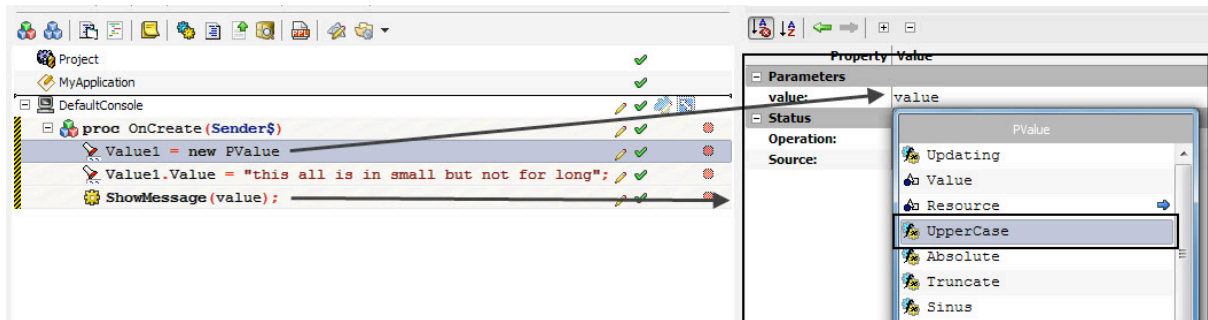 Project
MyApplication
DefaultConsole
proc OnCreate(Sender$)
Value1 = new PValue
Value1.Value = "this all is in small but not for long";
ShowMessage(value);
Property Value
Parameters
value: value
Status
Operation:
Source:
PValue
Updating
Value
Resource
UpperCase
Absolute
Truncate
Sinus